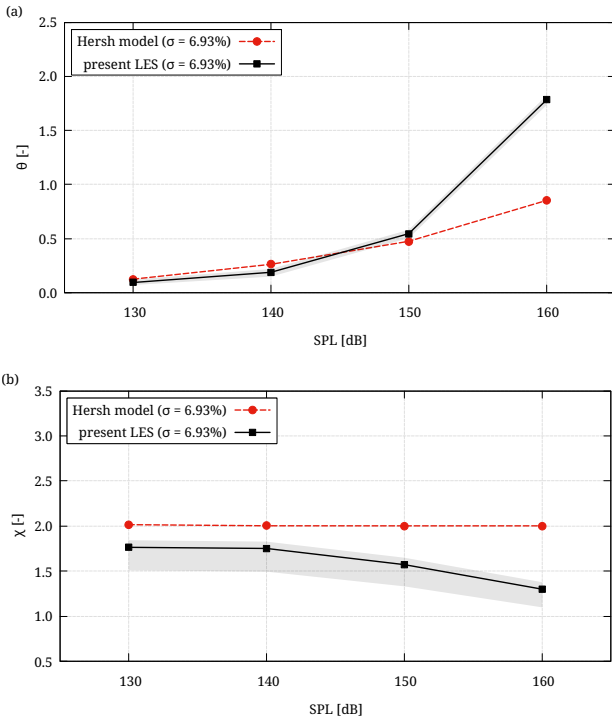 (a)
Hersh model (σ = 6.93%)
present LES (σ = 6.93%)
2.5
2.0
1.5
1.0
0.5
0.0
θ [-]
130 140 150 160
SPL [dB]
(b)
Hersh model (σ = 6.93%)
present LES (σ = 6.93%)
3.5
3.0
2.5
2.0
1.5
1.0
0.5
χ [-]
130 140 150 160
SPL [dB]